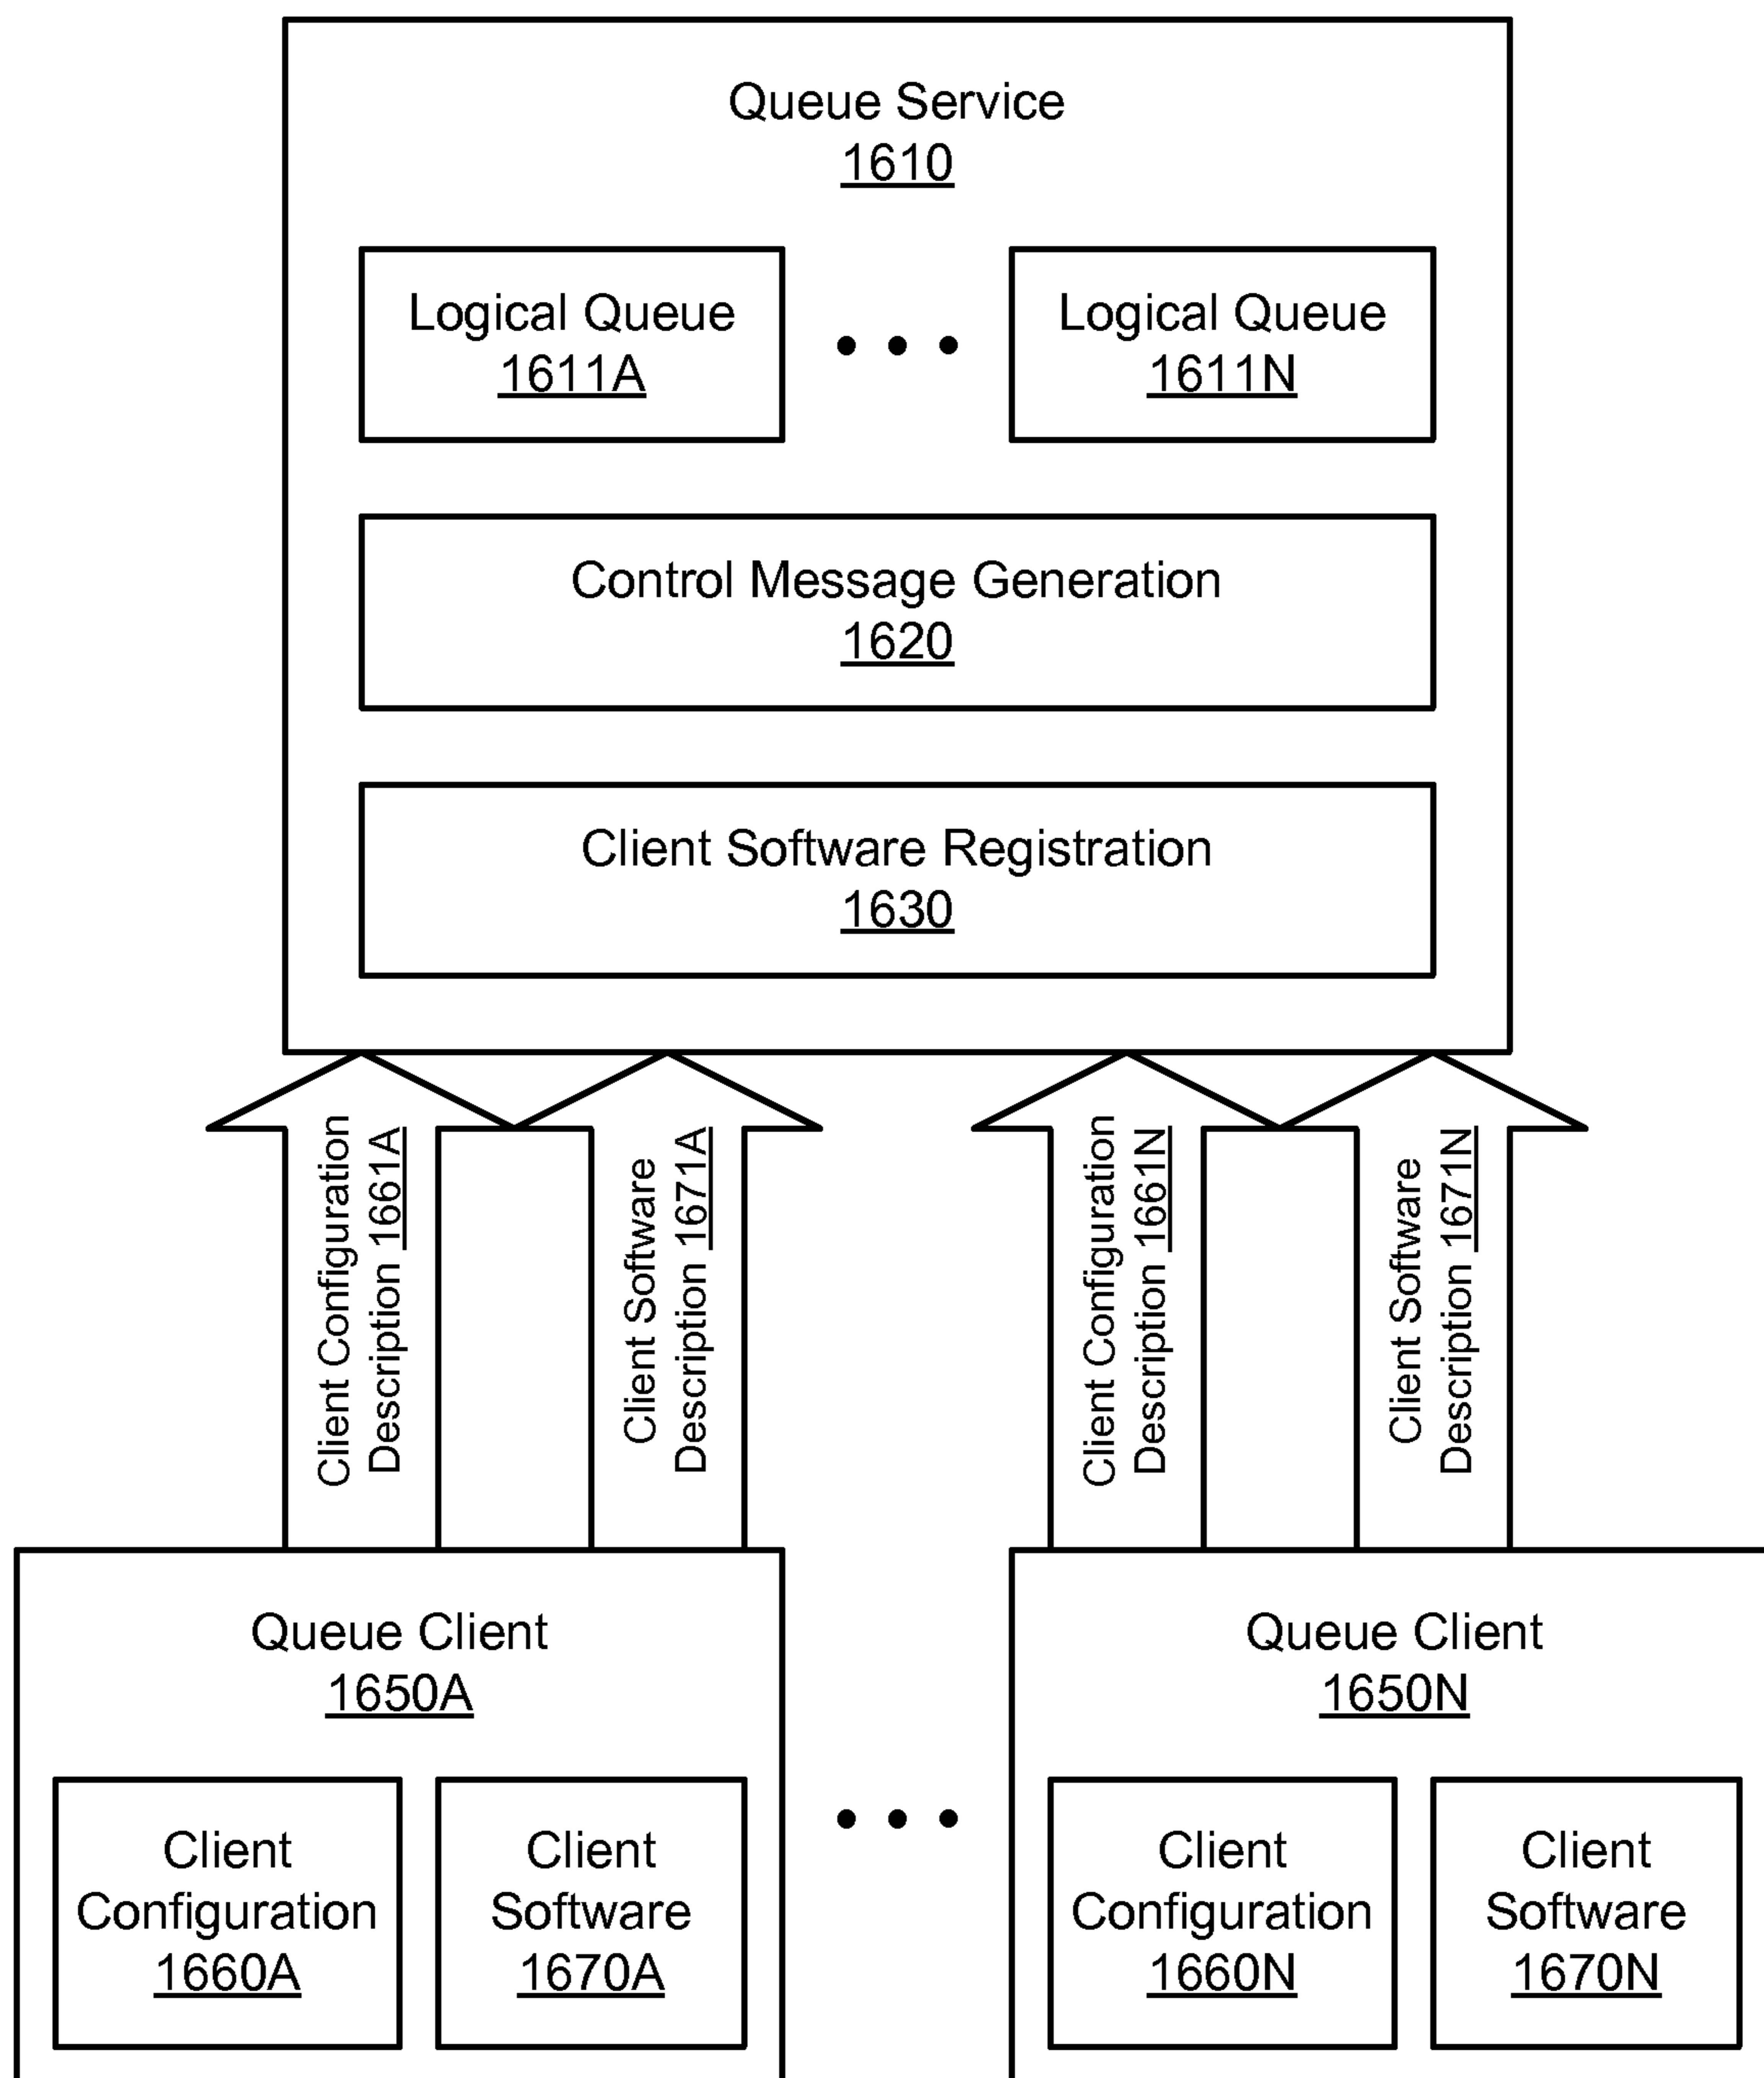 Queue Service
1610
Logical Queue
1611A
Logical Queue
1611N
Control Message Generation
1620
Client Software Registration
1630
Client Configuration
Description 1661A
Client Software
Description 1671A
Client Configuration
Description 1661N
Client Software
Description 1671N
Queue Client
1650A
Client
Configuration
1660A
Client
Software
1670A
Queue Client
1650N
Client
Configuration
1660N
Client
Software
1670N